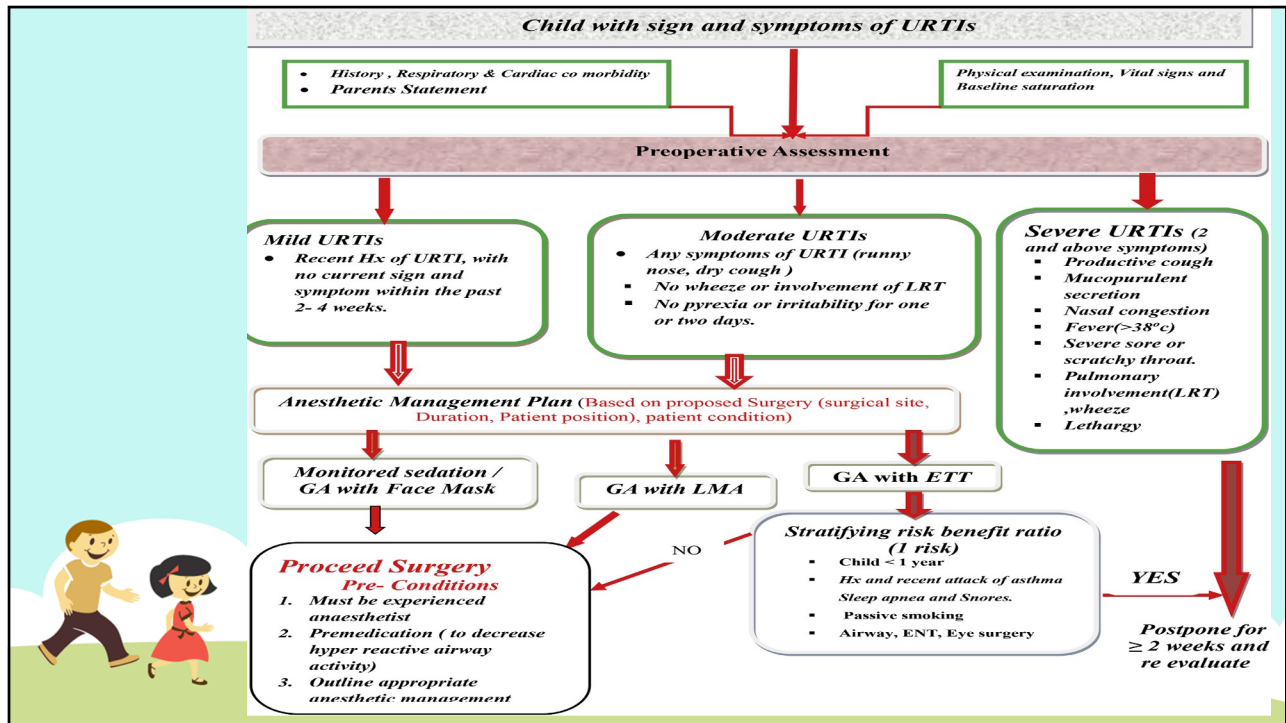 Child with sign and symptoms of URTIs
• History , Respiratory & Cardiac co morbidity
• Parents Statement
Physical examination, Vital signs and
Baseline saturation
Preoperative Assessment
Mild URTIs
• Recent Hx of URTI, with
no current sign and
symptom within the past
2- 4 weeks.
Moderate URTIs
• Any symptoms of URTI (runny
nose, dry cough )
▪ No wheeze or involvement of LRT
▪ No pyrexia or irritability for one
or two days.
Severe URTIs (2
and above symptoms)
▪ Productive cough
▪ Mucopurulent
secretion
▪ Nasal congestion
▪ Fever(>38°c)
▪ Severe sore or
scratchy throat.
▪ Pulmonary
involvement(LRT)
,wheeze
▪ Lethargy
Anesthetic Management Plan (Based on proposed Surgery (surgical site,
Duration, Patient position), patient condition)
Monitored sedation /
GA with Face Mask
GA with LMA
GA with ETT
Stratifying risk benefit ratio
(1 risk)
▪ Child < 1 year
▪ Hx and recent attack of asthma
Sleep apnea and Snores.
▪ Passive smoking
▪ Airway, ENT, Eye surgery
NO
YES
Proceed Surgery
Pre- Conditions
1. Must be experienced
anaesthetist
2. Premedication ( to decrease
hyper reactive airway
activity)
3. Outline appropriate
anesthetic management
Postpone for
≥ 2 weeks and
re evaluate